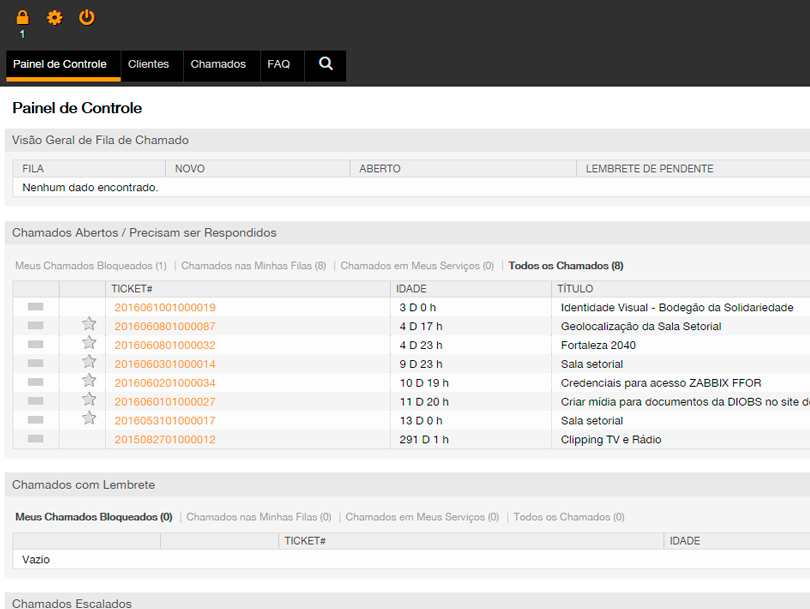 1
Painel de Controle Clientes Chamados FAQ
Painel de Controle
Visão Geral de Fila de Chamado
FILA NOVO ABERTO LEMBRETE DE PENDENTE
Nenhum dado encontrado.
Chamados Abertos / Precisam ser Respondidos
Meus Chamados Bloqueados (1) | Chamados nas Minhas Filas (8) | Chamados em Meus Serviços (0) | Todos os Chamados (8)
TICKET# IDADE TÍTULO
2016061001000019 3 D 0 h Identidade Visual - Bodegão da Solidariedade
2016060801000087 4 D 17 h Geolocalização da Sala Setorial
2016060801000032 4 D 23 h Fortaleza 2040
2016060301000014 9 D 23 h Sala setorial
2016060201000034 10 D 19 h Credenciais para acesso ZABBIX FFOR
2016060101000027 11 D 20 h Criar mídia para documentos da DIOBS no site d
2016053101000017 13 D 0 h Sala setorial
2015082701000012 291 D 1 h Clipping TV e Rádio
Chamados com Lembrete
Meus Chamados Bloqueados (0) | Chamados nas Minhas Filas (0) | Chamados em Meus Serviços (0) | Todos os Chamados (0)
TICKET# IDADE
Vazio
Chamados Escalados